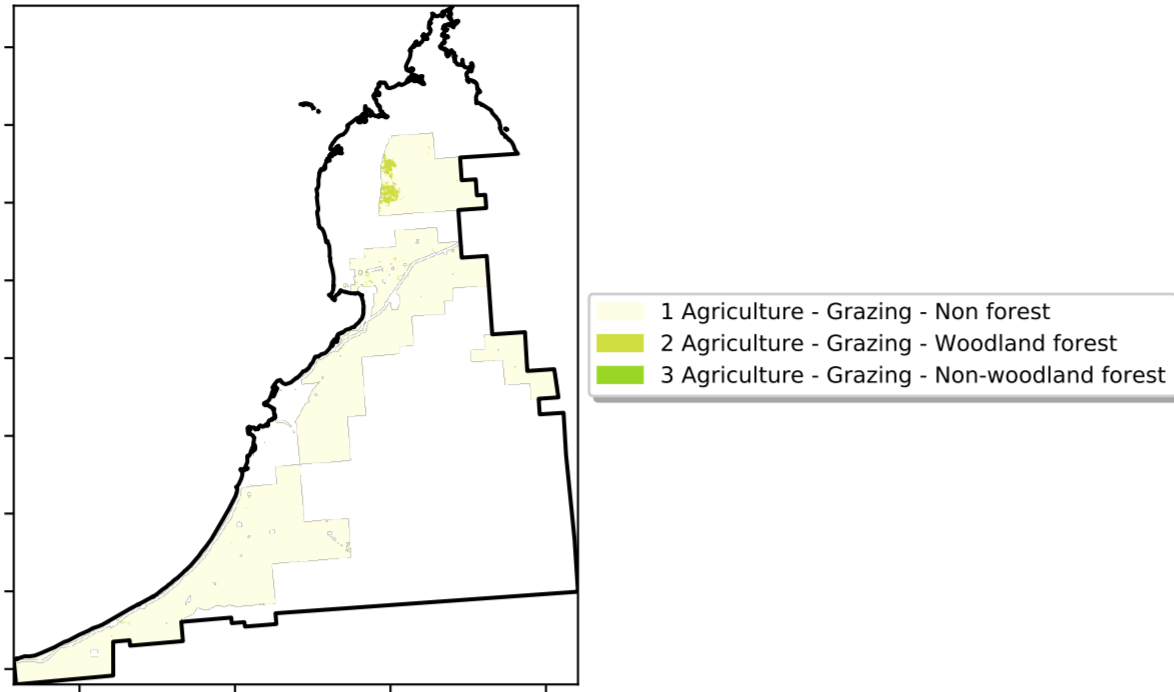 1 Agriculture - Grazing - Non forest
2 Agriculture - Grazing - Woodland forest
3 Agriculture - Grazing - Non-woodland forest